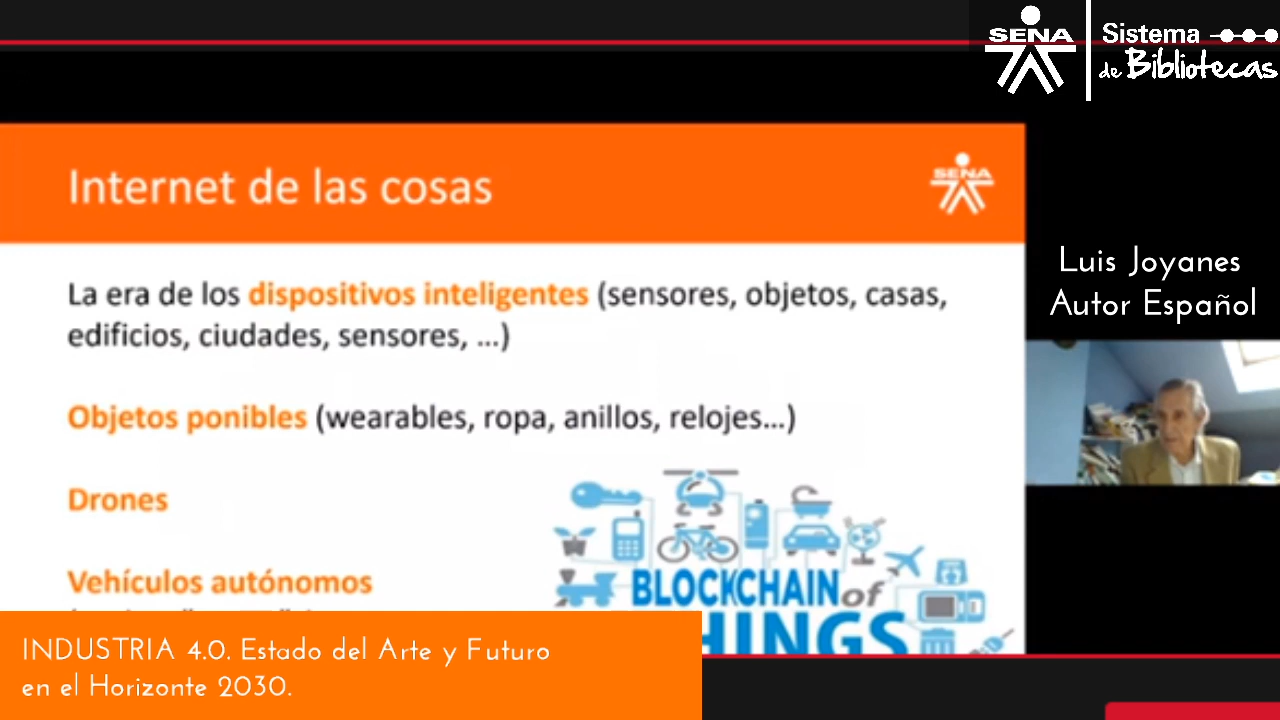 SENA
Sistema
de Bibliotecas
Internet de las cosas
SENA
La era de los dispositivos inteligentes (sensores, objetos, casas,
edificios, ciudades, sensores, ...)
Objetos ponibles (wearables, ropa, anillos, relojes...)
Drones
Vehículos autónomos
BLOCKCHAIN of
THINGS
Luis Joyanes
Autor Español
INDUSTRIA 4.0. Estado del Arte y Futuro
en el Horizonte 2030.